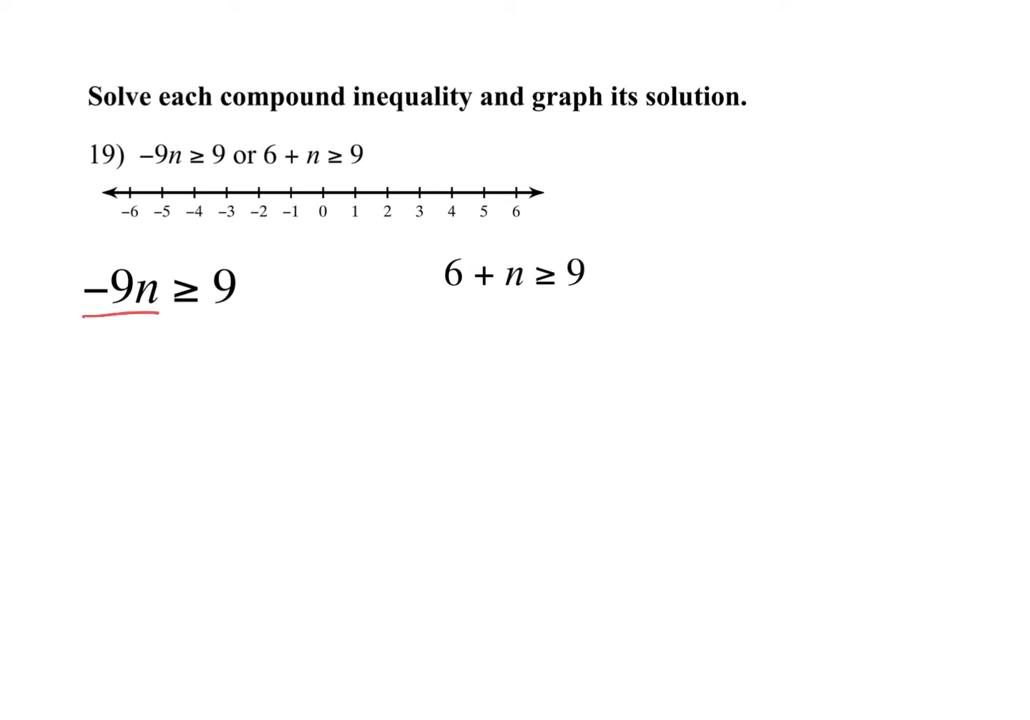 Solve each compound inequality and graph its solution.
19) −9n ≥ 9 or 6 + n ≥ 9
−6 −5 −4 −3 −2 −1 0 1 2 3 4 5 6
−9n ≥ 9 6 + n ≥ 9